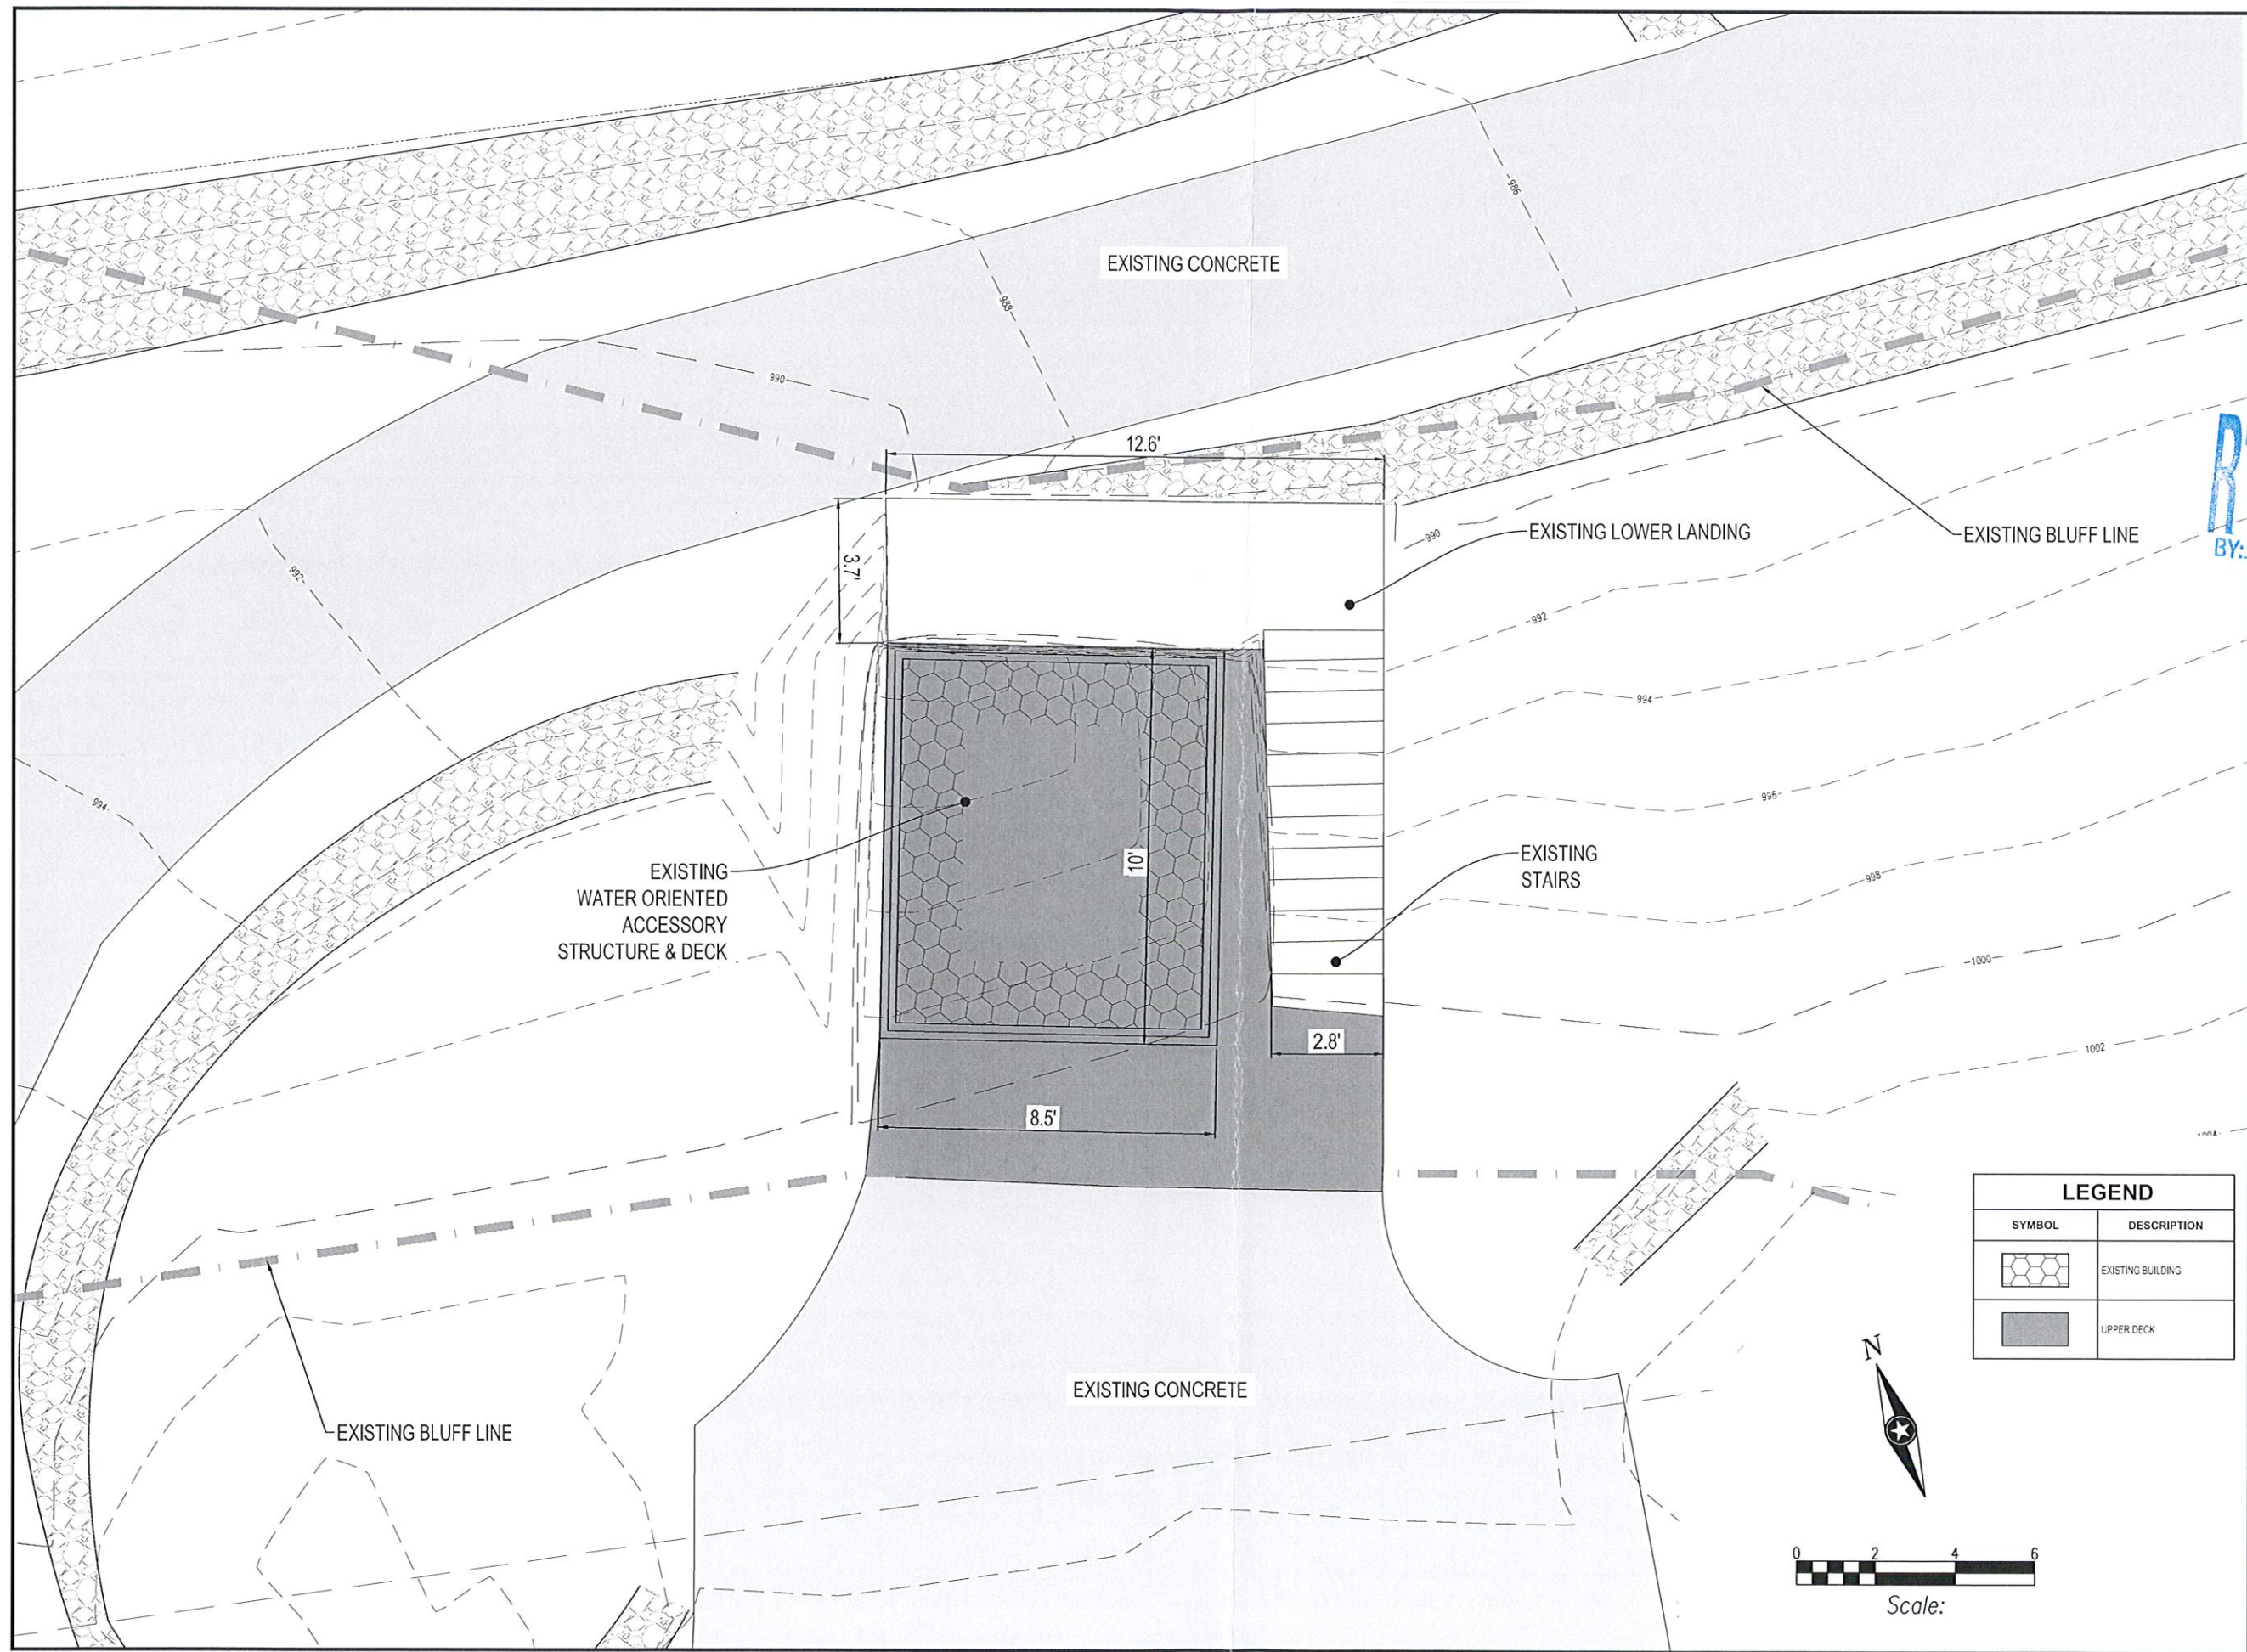 EXISTING CONCRETE
986
988
990
12.6'
3.7'
992
994
990
EXISTING LOWER LANDING
EXISTING BLUFF LINE
BY:
992
994
996
998
1000
1002
EXISTING
WATER ORIENTED
ACCESSORY
STRUCTURE & DECK
10'
EXISTING
STAIRS
2.8'
8.5'
LEGEND
SYMBOL DESCRIPTION
EXISTING BUILDING
UPPER DECK
EXISTING CONCRETE
EXISTING BLUFF LINE
N
0 2 4 6
Scale: